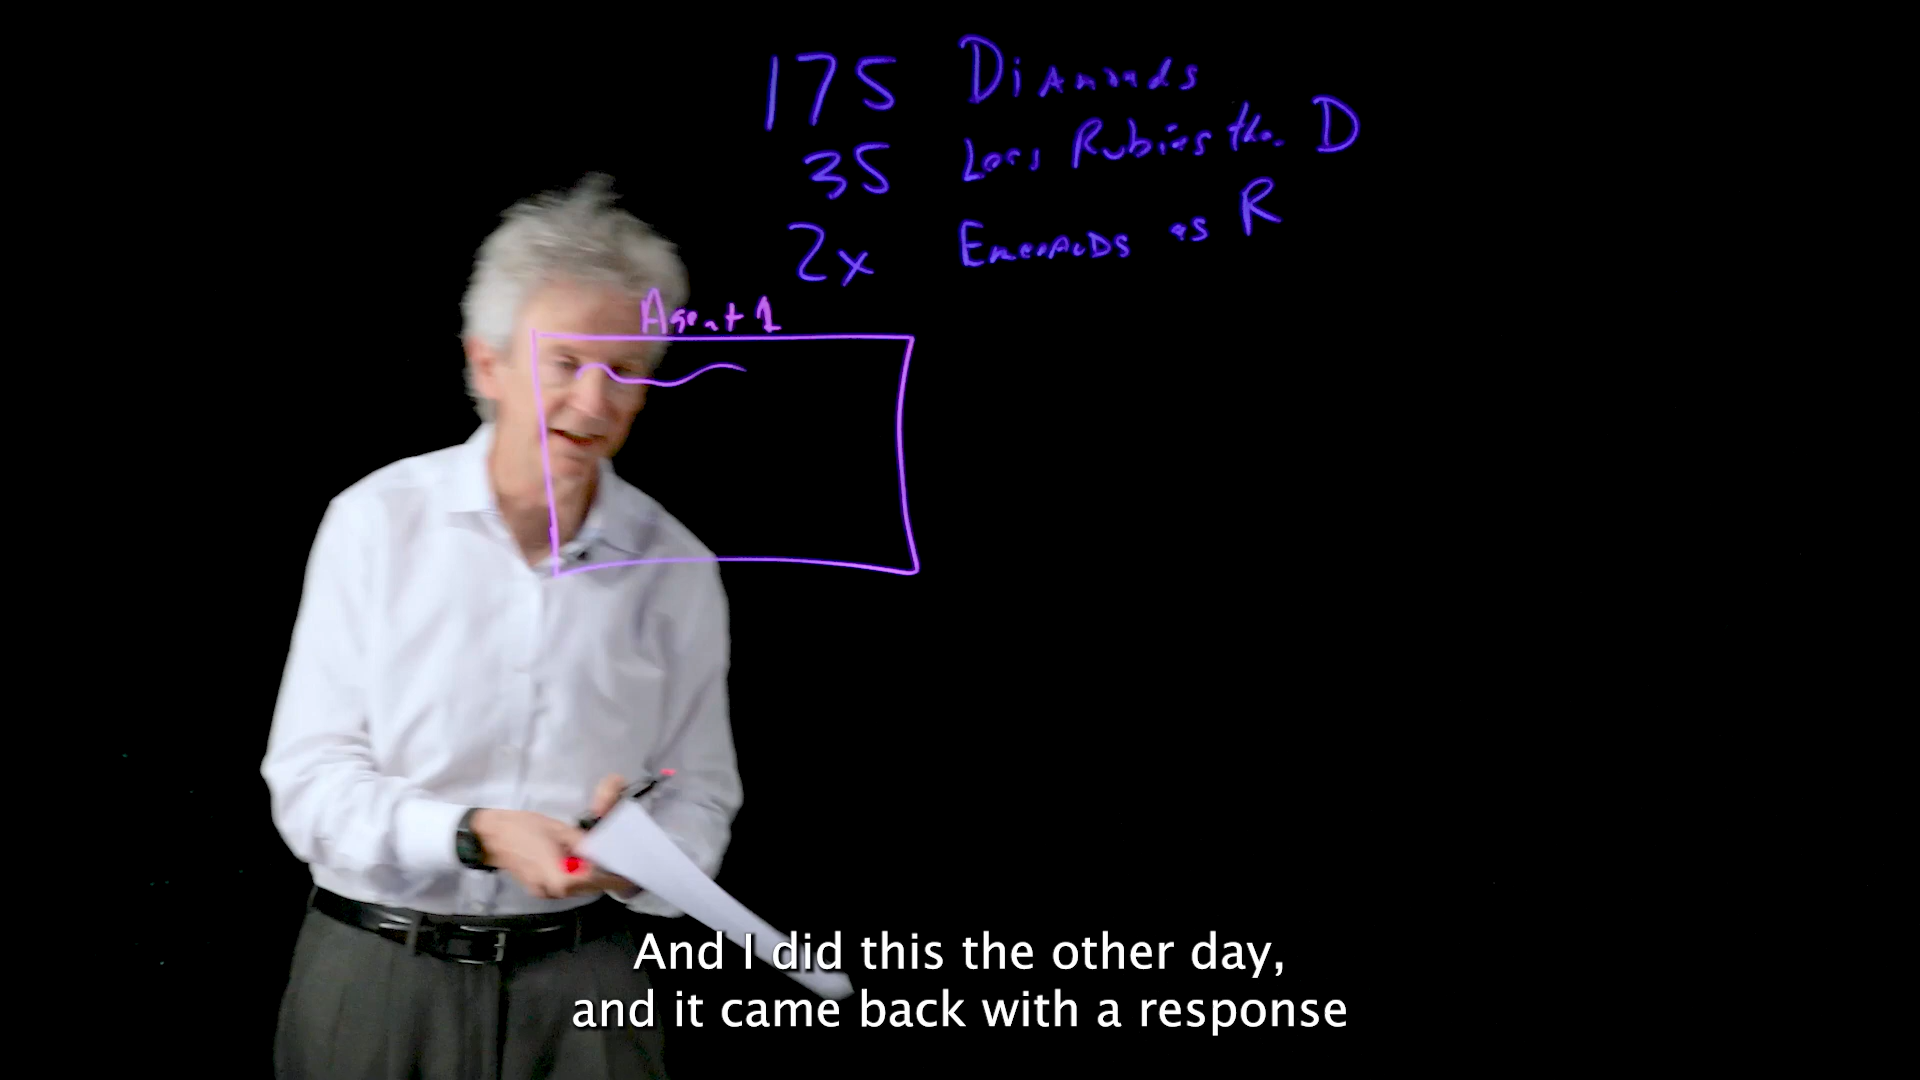 175 Diamonds
35 Less Rubies than D
2x Emeralds as R
Agent 1
And I did this the other day,
and it came back with a response